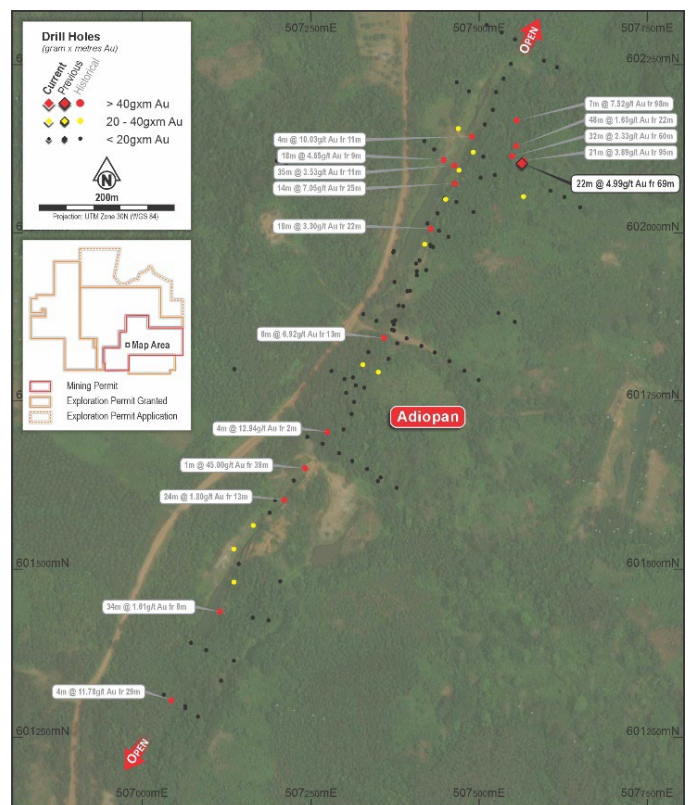 507250mE
507500mE
507750mE
OPEN
Drill Holes
(gram x metres Au)
Current
Previous
Historical
> 40gxm Au
20 - 40gxm Au
<20gxm Au
N
200m
Projection: UTM Zone 30N (WGS 84)
602250mN
7m @ 7.52g/t Au fr 98m
48m @ 1.60g/t Au fr 22m
32m @ 2.33g/t Au fr 60m
21m @ 3.89g/t Au fr 95m
22m @ 4.99g/t Au fr 69m
4m @ 10.03g/t Au fr 11m
18m @ 4.65g/t Au fr 9m
35m @ 3.53g/t Au fr 11m
14m @ 7.05g/t Au fr 25m
18m @ 3.30g/t Au fr 22m
602000mN
Map Area
Mining Permit
Exploration Permit Granted
Exploration Permit Application
8m @ 6.92g/t Au fr 13m
601750mN
Adiopan
4m @ 12.94g/t Au fr 2m
1m @ 45.00g/t Au fr 38m
24m @ 1.80g/t Au fr 13m
601500mN
601500mN
34m @ 1.61g/t Au fr 8m
4m @ 11.78g/t Au fr 29m
601250mN
601250mN
OPEN
507000mE
507250mE
507500mE
507750mE